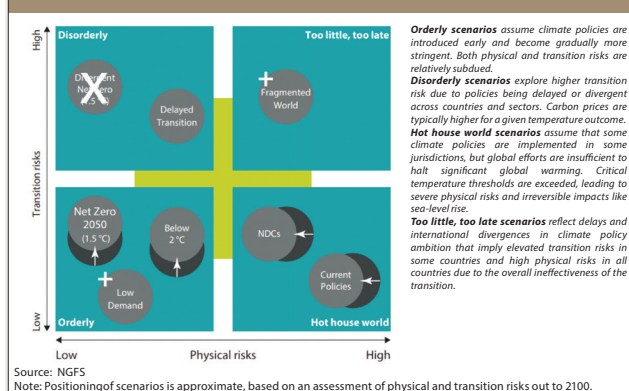 High
Transition risks
Low
Disorderly
Divergent
Net Zero
(1.5 °C)
X
Delayed
Transition
Too little, too late
+
Fragmented
World
Net Zero
2050
(1.5 °C)
Below
2 °C
+
Low
Demand
Orderly
NDCs
Current
Policies
Hot house world
Low
Physical risks
High
Orderly scenarios assume climate policies are
introduced early and become gradually more
stringent. Both physical and transition risks are
relatively subdued.
Disorderly scenarios explore higher transition
risk due to policies being delayed or divergent
across countries and sectors. Carbon prices are
typically higher for a given temperature outcome.
Hot house world scenarios assume that some
climate policies are implemented in some
jurisdictions, but global efforts are insufficient to
halt significant global warming. Critical
temperature thresholds are exceeded, leading to
severe physical risks and irreversible impacts like
sea-level rise.
Too little, too late scenarios reflect delays and
international divergences in climate policy
ambition that imply elevated transition risks in
some countries and high physical risks in all
countries due to the overall ineffectiveness of the
transition.
Source: NGFS
Note: Positioningof scenarios is approximate, based on an assessment of physical and transition risks out to 2100.